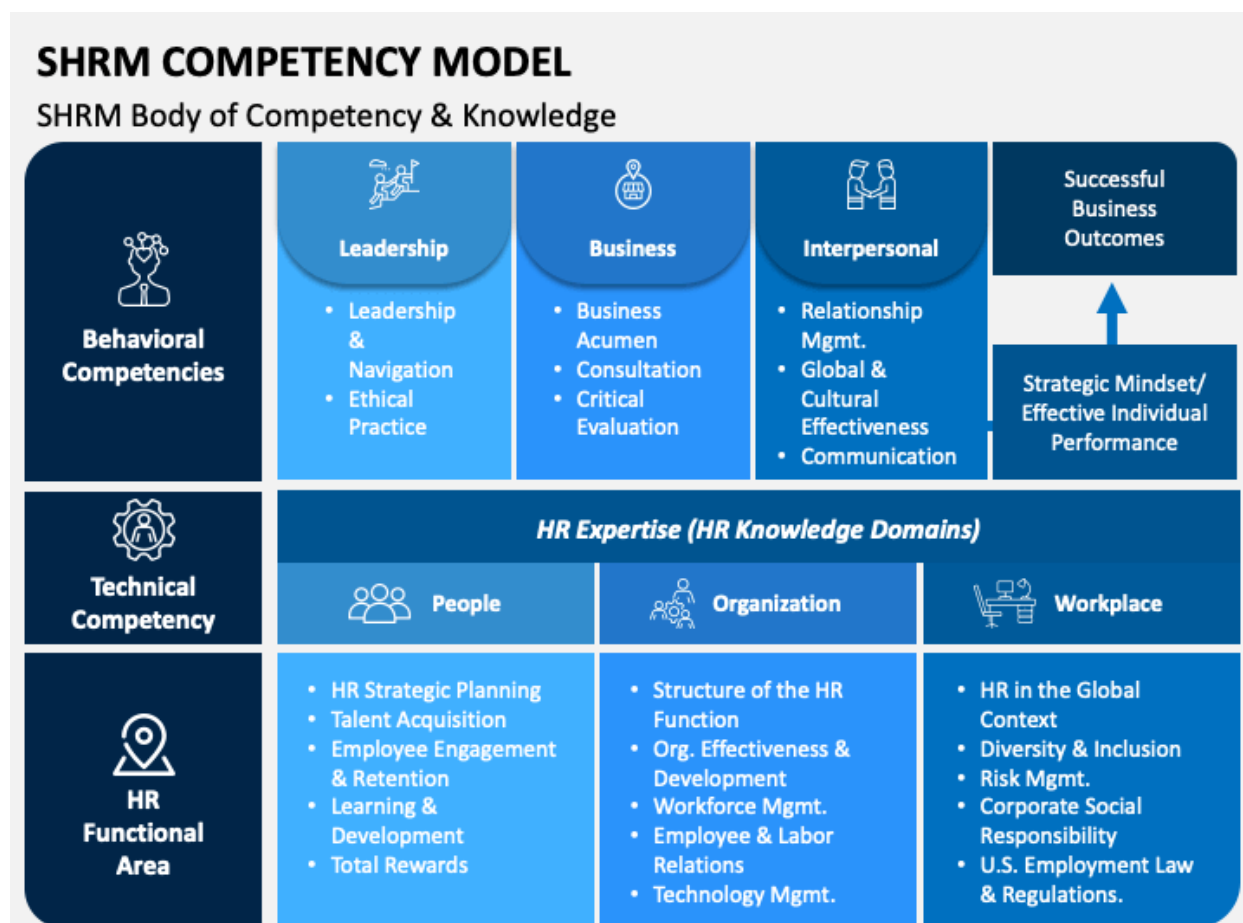 SHRM COMPETENCY MODEL
SHRM Body of Competency & Knowledge
Behavioral
Competencies
Leadership
• Leadership
&
Navigation
• Ethical
Practice
Business
• Business
Acumen
• Consultation
• Critical
Evaluation
Interpersonal
• Relationship
Mgmt.
• Global &
Cultural
Effectiveness
• Communication
Successful
Business
Outcomes
Strategic Mindset/
Effective Individual
Performance
Technical
Competency
HR Expertise (HR Knowledge Domains)
People
Organization
Workplace
HR
Functional
Area
• HR Strategic Planning
• Talent Acquisition
• Employee Engagement
& Retention
• Learning &
Development
• Total Rewards
• Structure of the HR
Function
• Org. Effectiveness &
Development
• Workforce Mgmt.
• Employee & Labor
Relations
• Technology Mgmt.
• HR in the Global
Context
• Diversity & Inclusion
• Risk Mgmt.
• Corporate Social
Responsibility
• U.S. Employment Law
& Regulations.